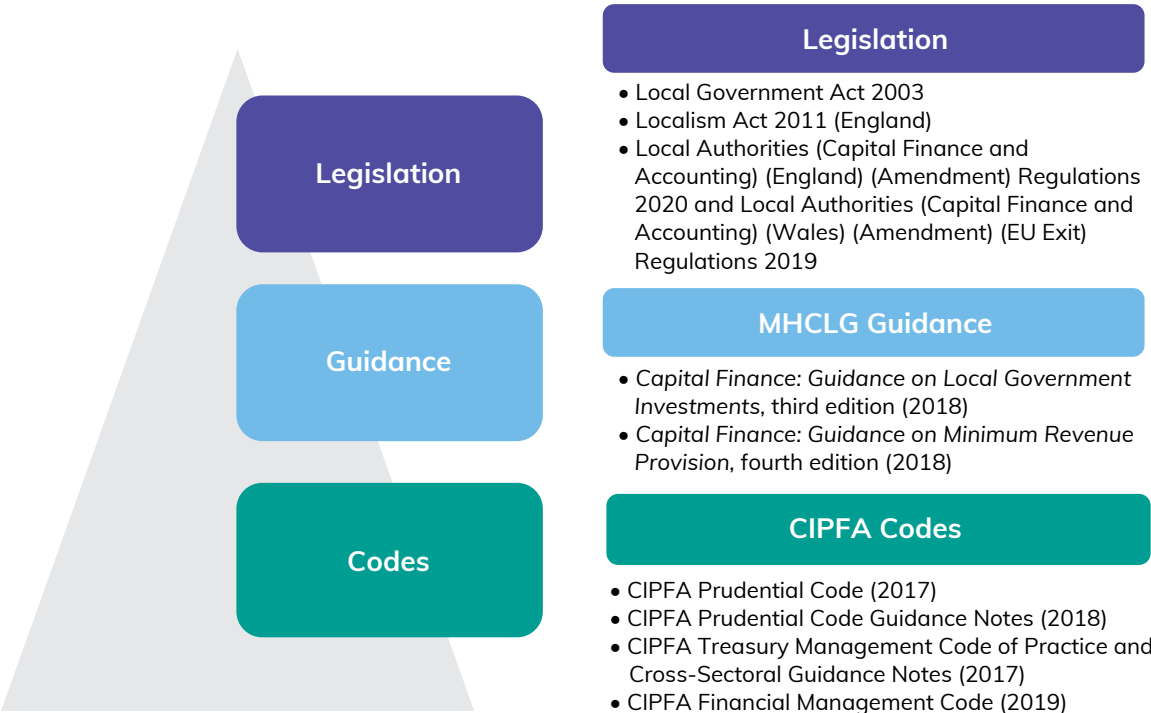 Legislation
Guidance
Codes
Legislation
• Local Government Act 2003
• Localism Act 2011 (England)
• Local Authorities (Capital Finance and
Accounting) (England) (Amendment) Regulations
2020 and Local Authorities (Capital Finance and
Accounting) (Wales) (Amendment) (EU Exit)
Regulations 2019
MHCLG Guidance
• Capital Finance: Guidance on Local Government
Investments, third edition (2018)
• Capital Finance: Guidance on Minimum Revenue
Provision, fourth edition (2018)
CIPFA Codes
• CIPFA Prudential Code (2017)
• CIPFA Prudential Code Guidance Notes (2018)
• CIPFA Treasury Management Code of Practice and
Cross-Sectoral Guidance Notes (2017)
• CIPFA Financial Management Code (2019)